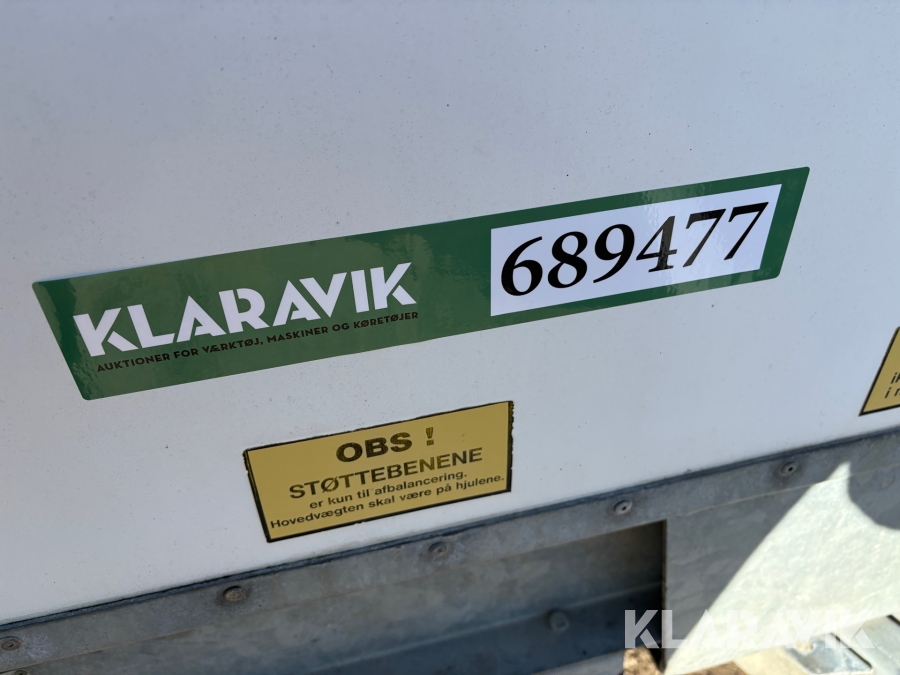 KLARAVIK
AUKTIONER FOR VÆRKTØJ, MASKINER OG KØRETØJER
689477
OBS !
STØTTEBENENE
er kun til afbalancering.
Hovedvægten skal være på hjulene.
KLARAVIK